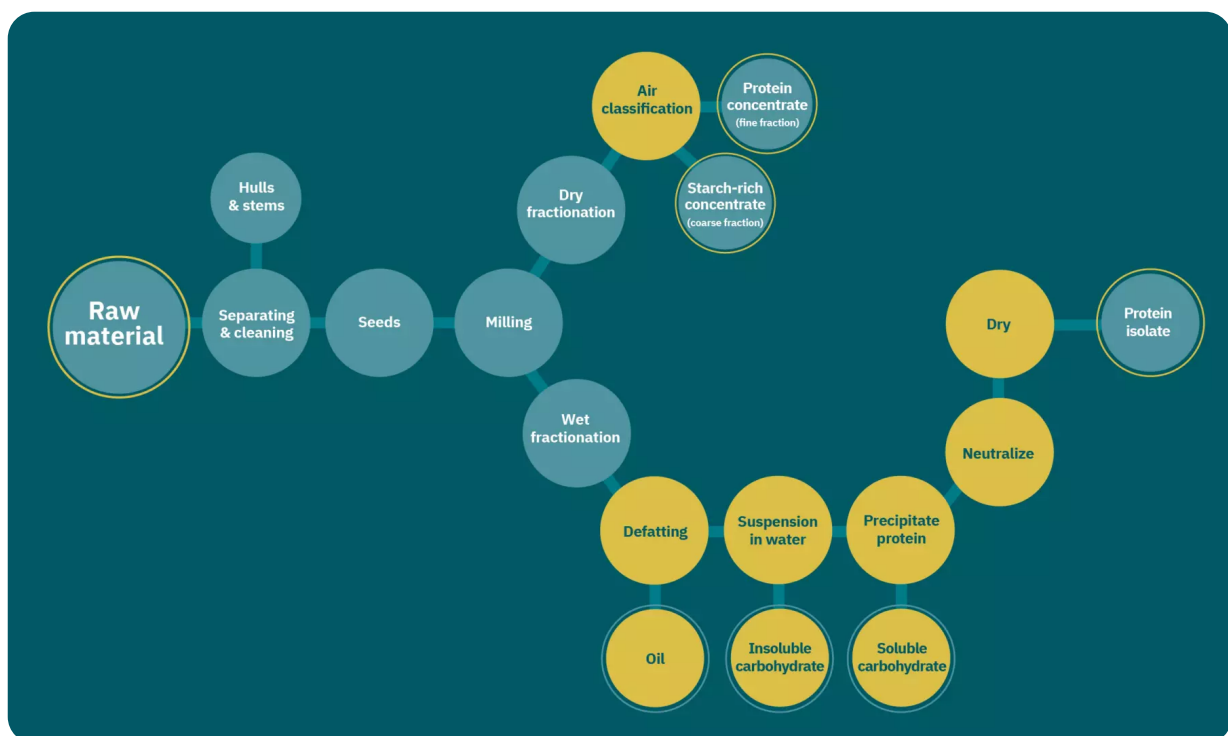 Air
classification
Protein
concentrate
(fine fraction)
Hulls
& stems
Dry
fractionation
Starch-rich
concentrate
(coarse fraction)
Raw
material
Separating
& cleaning
Seeds
Milling
Dry
Protein
isolate
Wet
fractionation
Neutralize
Defatting
Suspension
in water
Precipitate
protein
Oil
Insoluble
carbohydrate
Soluble
carbohydrate